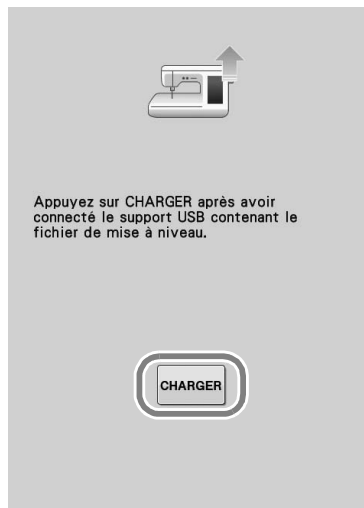 Appuyez sur CHARGER après avoir
connecté le support USB contenant le
fichier de mise à niveau.
CHARGER